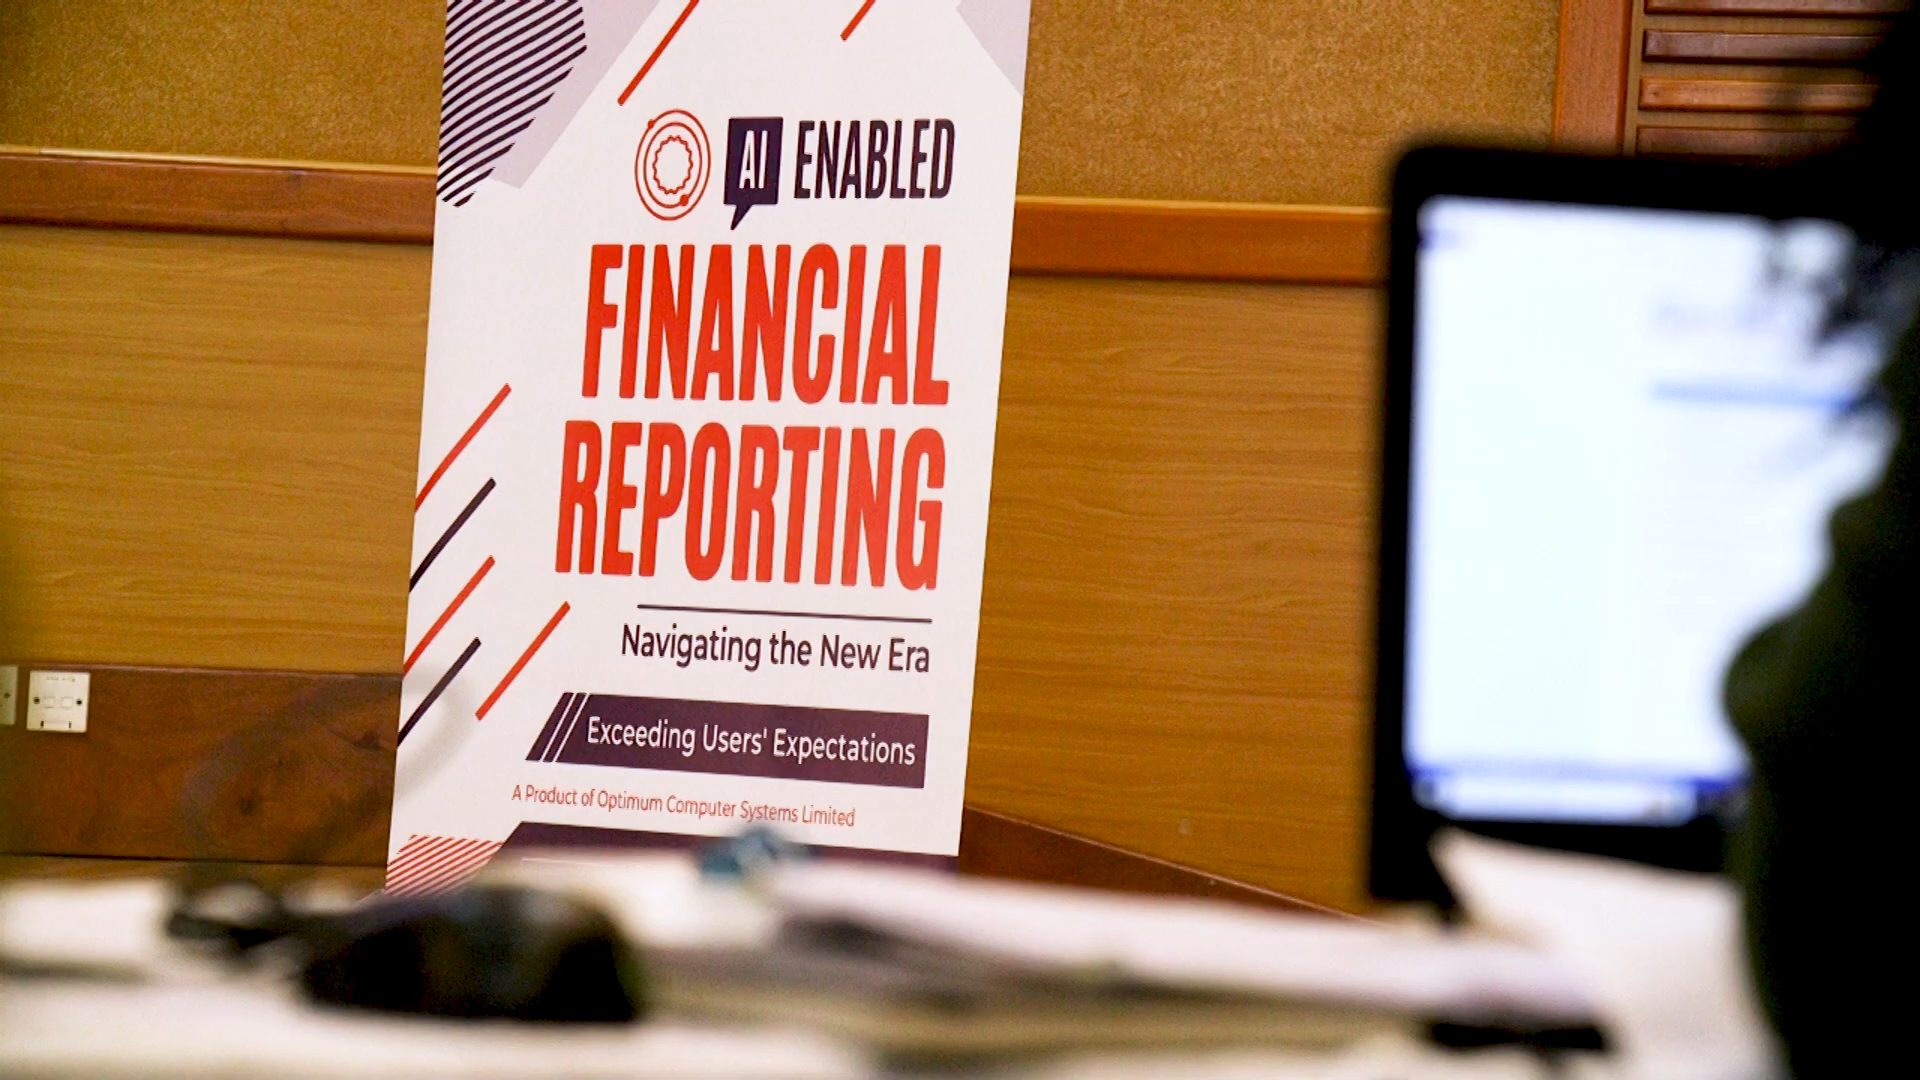 AI ENABLED
FINANCIAL
REPORTING
Navigating the New Era
Exceeding Users' Expectations
A Product of Optimum Computer Systems Limited